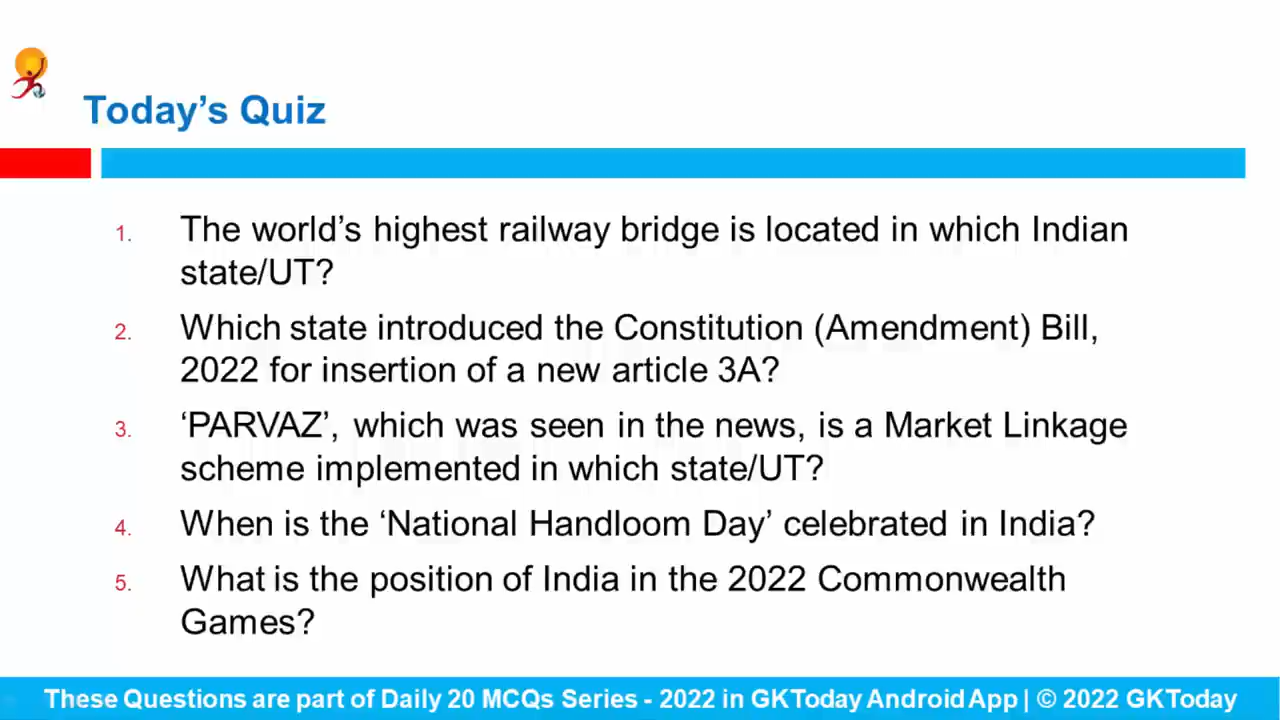 Today’s Quiz
1. The world’s highest railway bridge is located in which Indian
state/UT?
2. Which state introduced the Constitution (Amendment) Bill,
2022 for insertion of a new article 3A?
3. ‘PARVAZ’, which was seen in the news, is a Market Linkage
scheme implemented in which state/UT?
4. When is the ‘National Handloom Day’ celebrated in India?
5. What is the position of India in the 2022 Commonwealth
Games?
These Questions are part of Daily 20 MCQs Series - 2022 in GKToday Android App | © 2022 GKToday